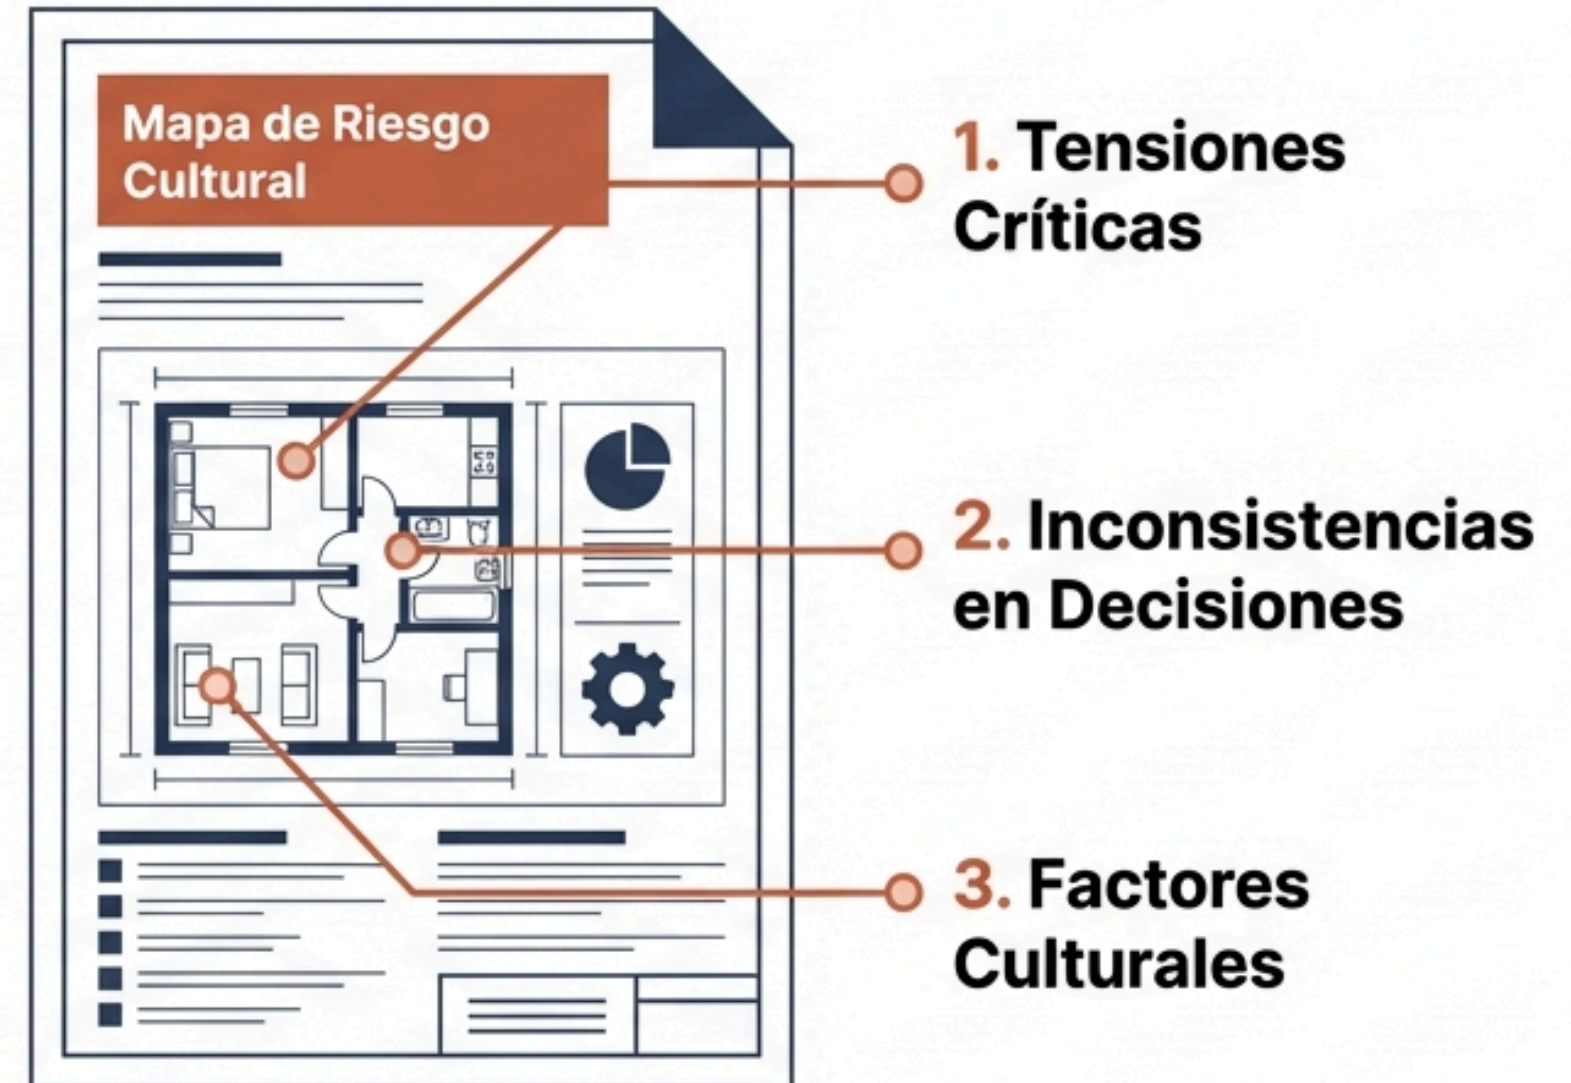 Mapa de Riesgo
Cultural
1. Tensiones
Críticas
2. Inconsistencias
en Decisiones
3. Factores
Culturales